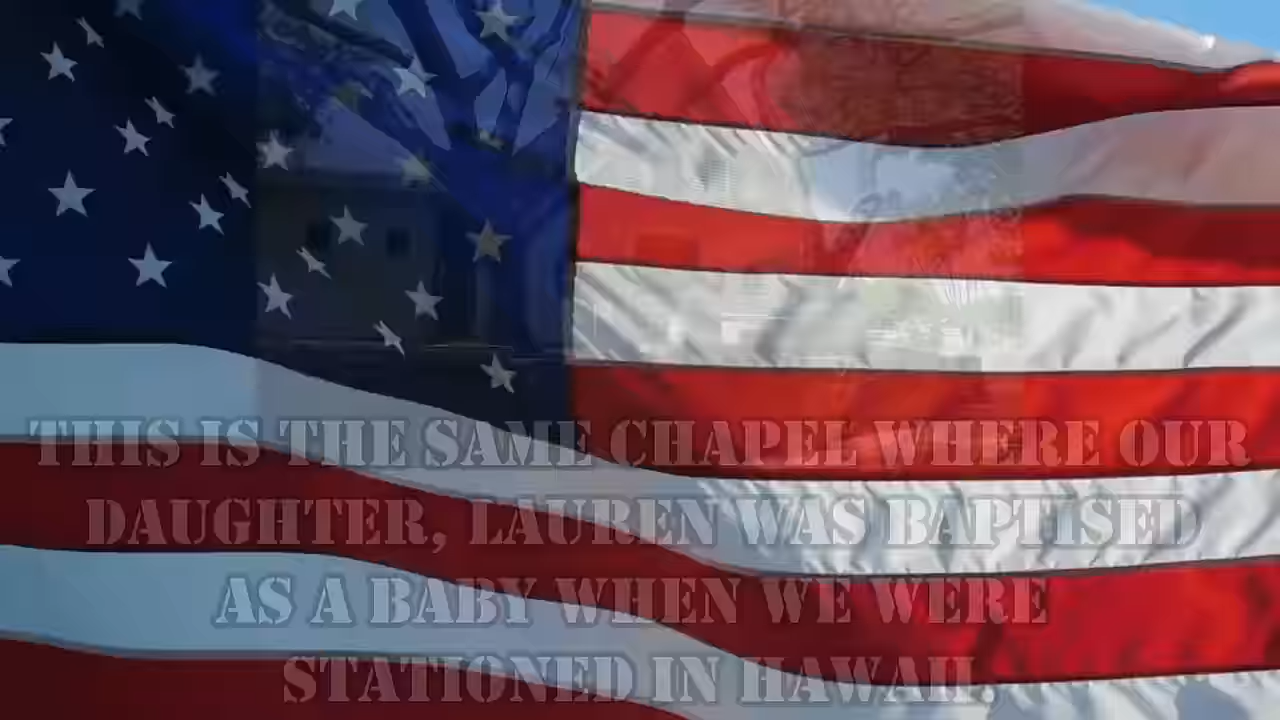 THIS IS THE SAME CHAPEL WHERE OUR
DAUGHTER, LAUREN WAS BAPTISED
AS A BABY WHEN WE WERE
STATIONED IN HAWAII.